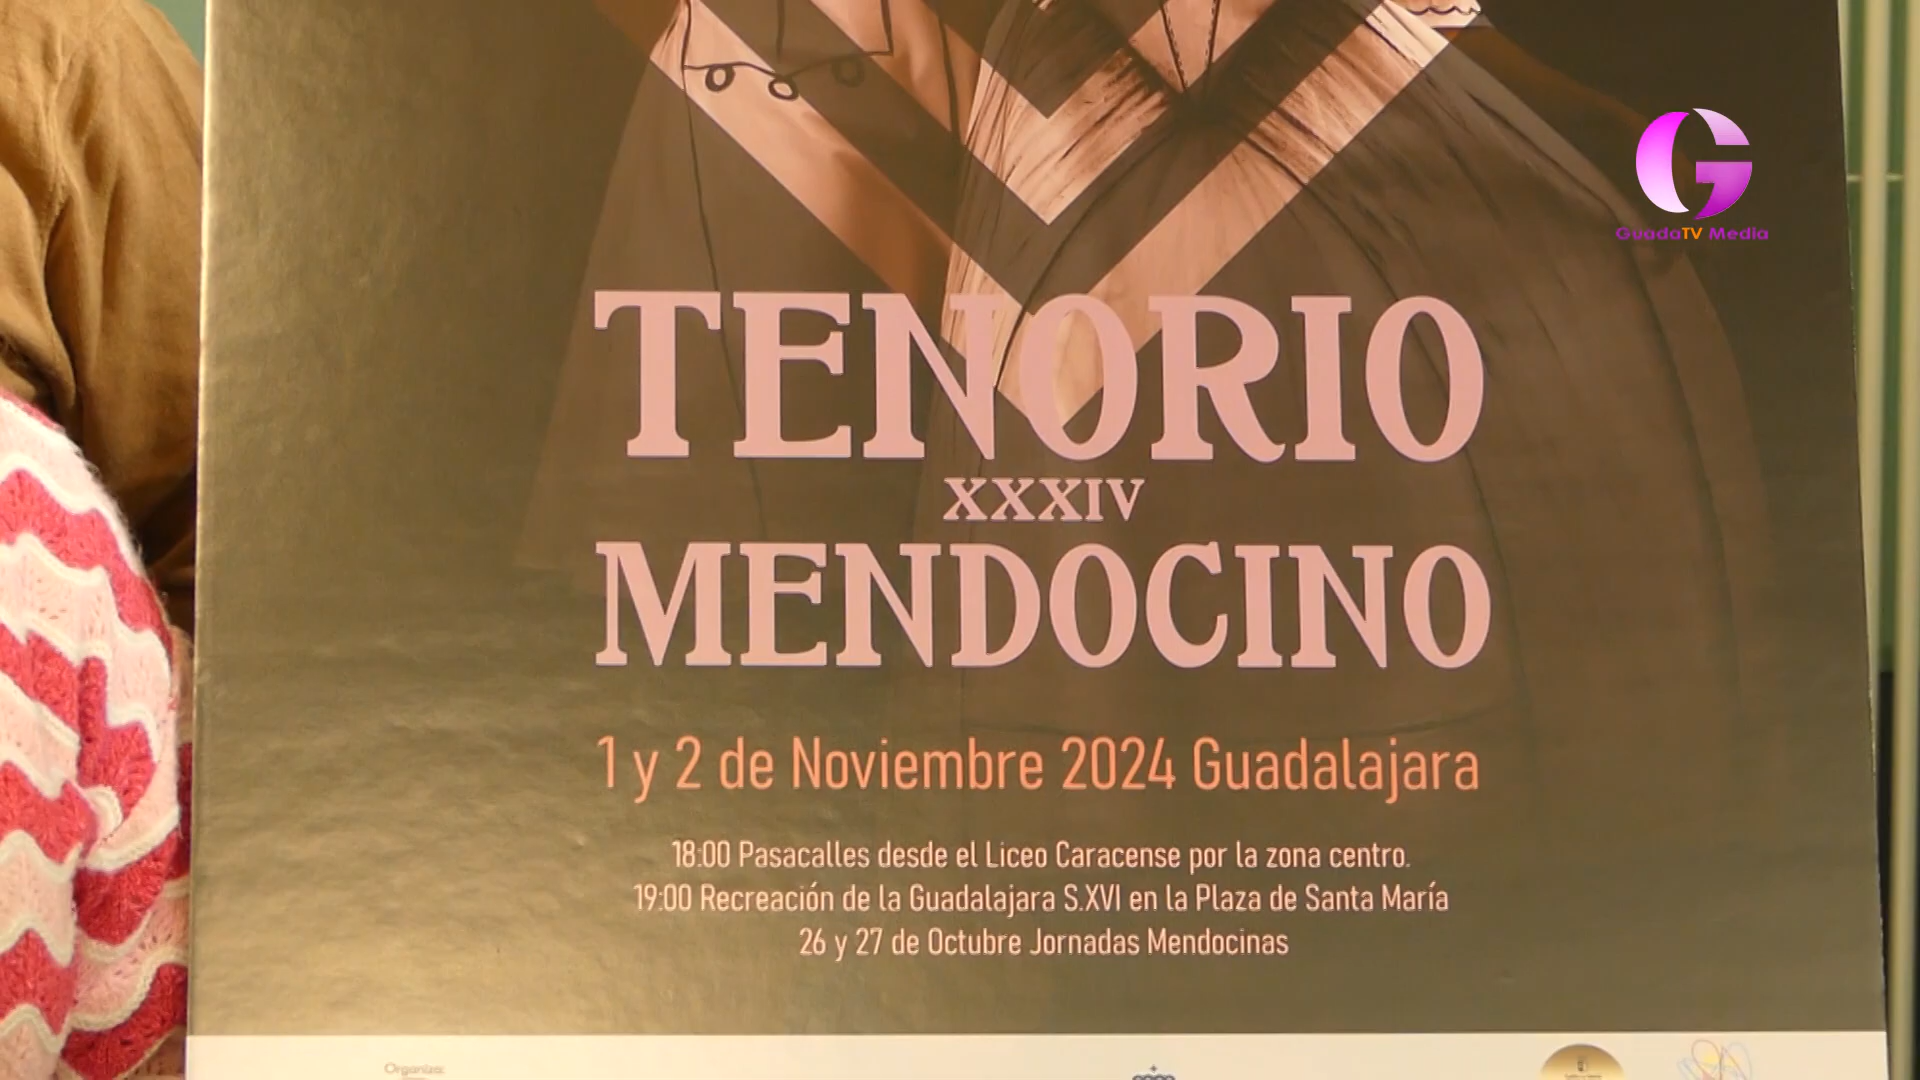 GuadaTV Media
TENORIO
XXXIV
MENDOCINO
1 y 2 de Noviembre 2024 Guadalajara
18:00 Pasacalles desde el Liceo Caracense por la zona centro.
19:00 Recreación de la Guadalajara S.XVI en la Plaza de Santa María
26 y 27 de Octubre Jornadas Mendocinas
Organiza: